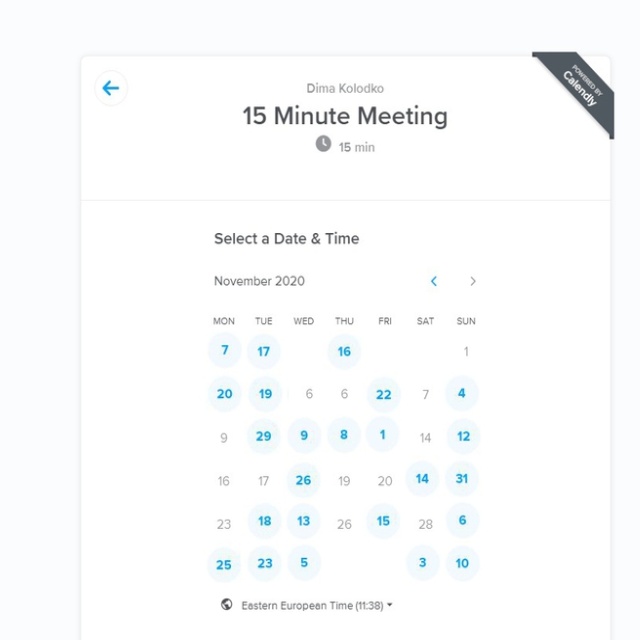 POWERED BY
Calendly
Dima Kolodko
15 Minute Meeting
15 min
Select a Date & Time
November 2020
MON TUE WED THU FRI SAT SUN
7 17 16 1
20 19 6 6 22 7 4
9 29 9 8 1 14 12
16 17 26 19 20 14 31
23 18 13 26 15 28 6
25 23 5 3 10
Eastern European Time (11:38)